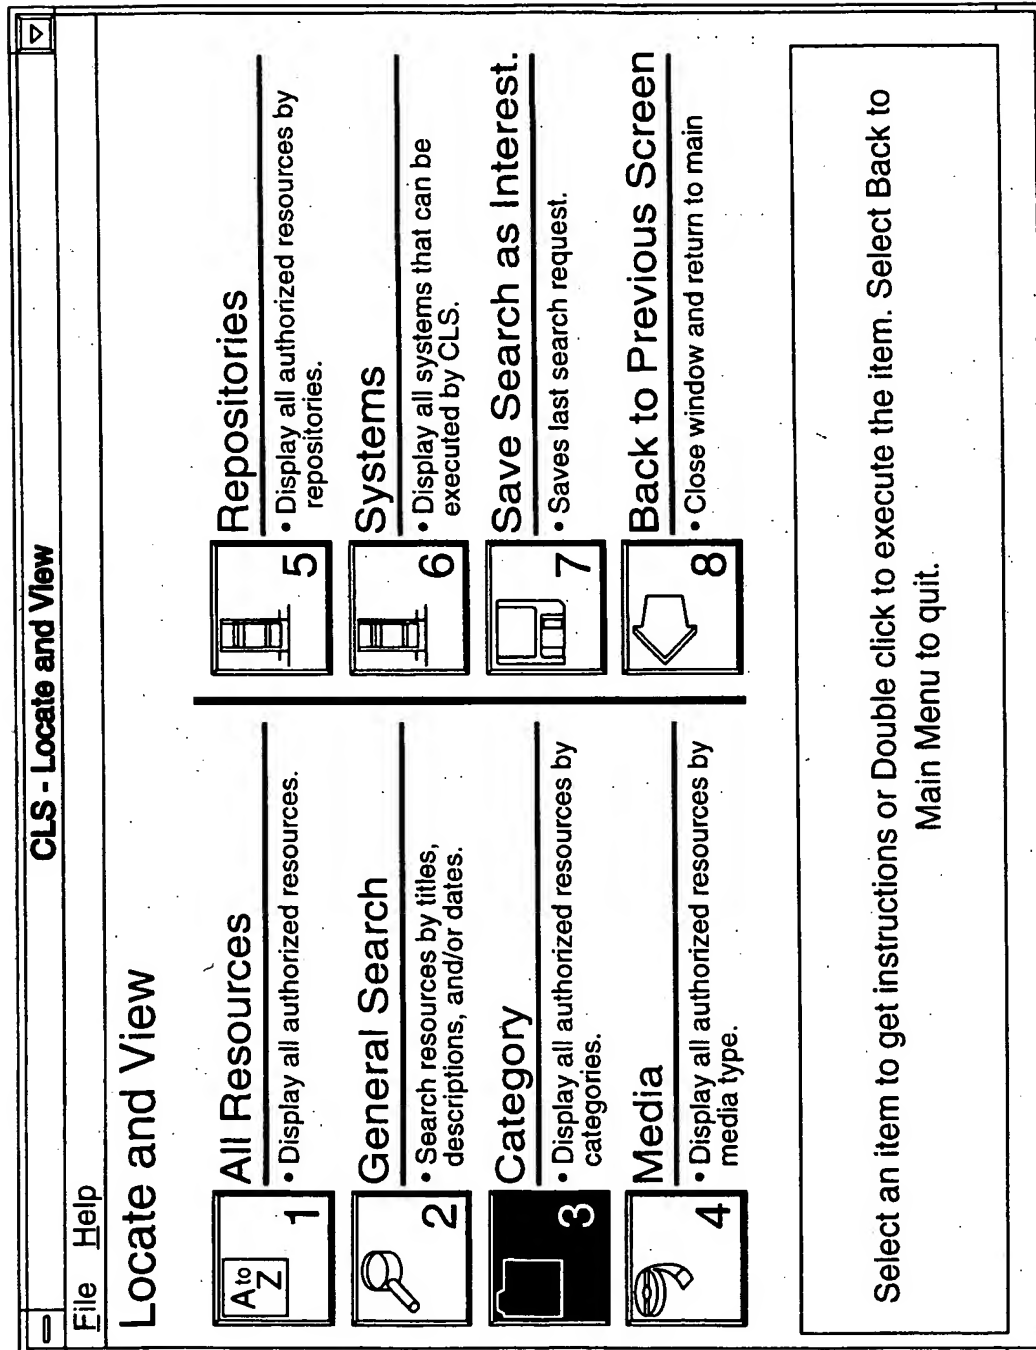 CLS - Locate and View
File Help
Locate and View
A to
Z
1
All Resources
• Display all authorized resources.
2
General Search
• Search resources by titles,
descriptions, and/or dates.
3
Category
• Display all authorized resources by
categories.
4
Media
• Display all authorized resources by
media type.
5
Repositories
• Display all authorized resources by
repositories.
6
Systems
• Display all systems that can be
executed by CLS.
7
Save Search as Interest.
• Saves last search request.
8
Back to Previous Screen
• Close window and return to main
Select an item to get instructions or Double click to execute the item. Select Back to
Main Menu to quit.